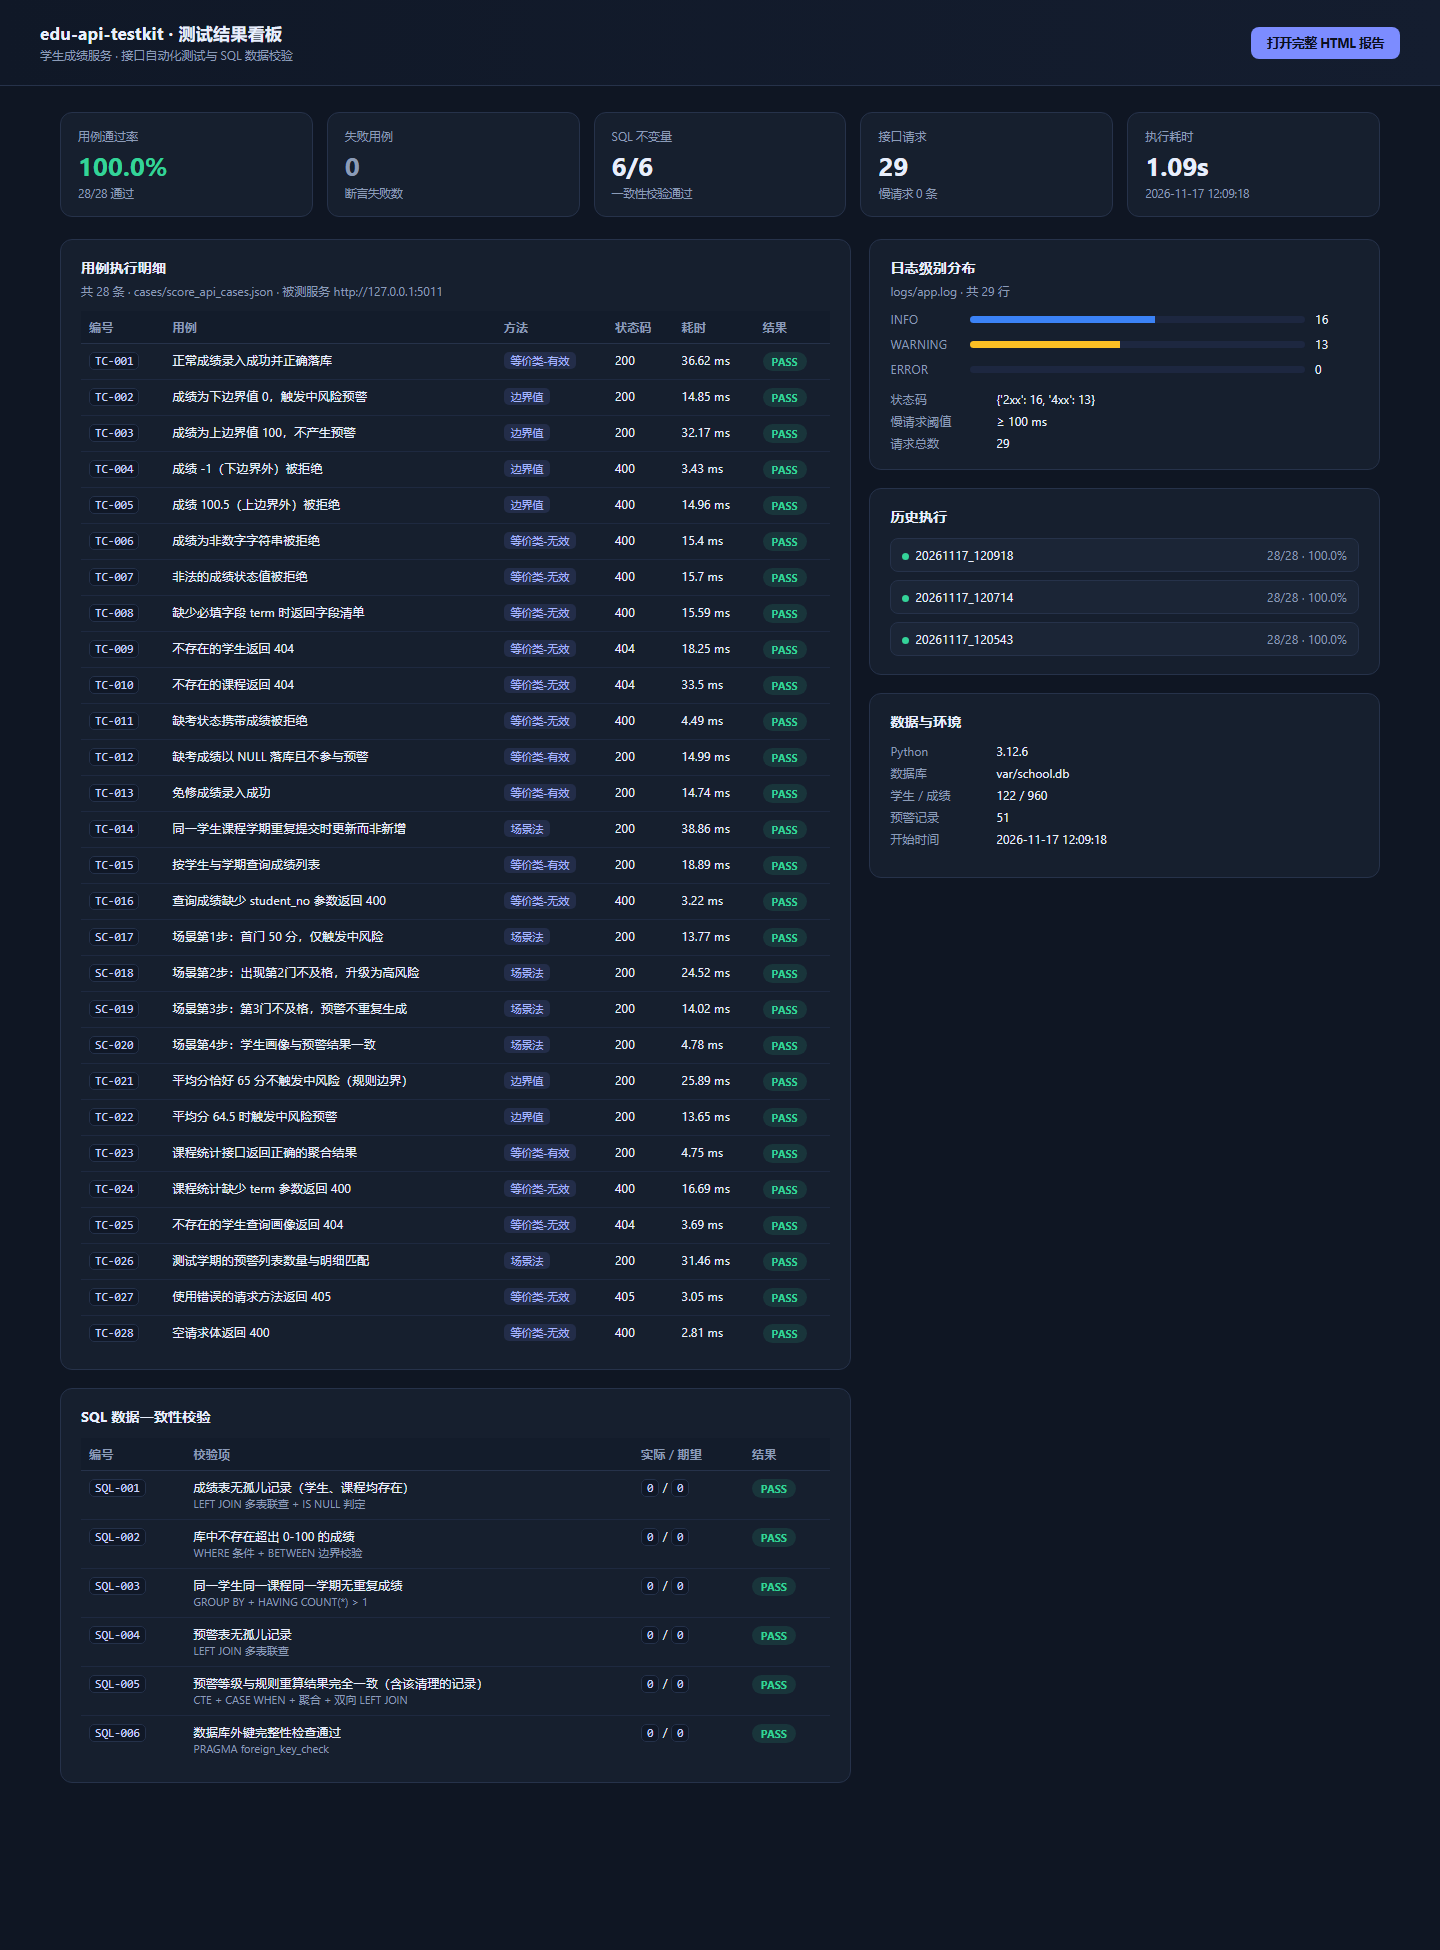 edu-api-testkit · 测试结果看板
学生成绩服务 · 接口自动化测试与 SQL 数据校验
打开完整 HTML 报告
用例通过率
100.0%
28/28 通过
失败用例
0
断言失败数
SQL 不变量
6/6
一致性校验通过
接口请求
29
慢请求 0 条
执行耗时
1.09s
2026-11-17 12:09:18
用例执行明细
共 28 条 · cases/score_api_cases.json · 被测服务 http://127.0.0.1:5011
编号 用例 方法 状态码 耗时 结果
TC-001 正常成绩录入成功并正确落库 等价类-有效 200 36.62 ms PASS
TC-002 成绩为下边界值 0，触发中风险预警 边界值 200 14.85 ms PASS
TC-003 成绩为上边界值 100，不产生预警 边界值 200 32.17 ms PASS
TC-004 成绩 -1（下边界外）被拒绝 边界值 400 3.43 ms PASS
TC-005 成绩 100.5（上边界外）被拒绝 边界值 400 14.96 ms PASS
TC-006 成绩为非数字字符串被拒绝 等价类-无效 400 15.4 ms PASS
TC-007 非法的成绩状态值被拒绝 等价类-无效 400 15.7 ms PASS
TC-008 缺少必填字段 term 时返回字段清单 等价类-无效 400 15.59 ms PASS
TC-009 不存在的学生返回 404 等价类-无效 404 18.25 ms PASS
TC-010 不存在的课程返回 404 等价类-无效 404 33.5 ms PASS
TC-011 缺考状态携带成绩被拒绝 等价类-无效 400 4.49 ms PASS
TC-012 缺考成绩以 NULL 落库且不参与预警 等价类-有效 200 14.99 ms PASS
TC-013 免修成绩录入成功 等价类-有效 200 14.74 ms PASS
TC-014 同一学生课程学期重复提交时更新而非新增 场景法 200 38.86 ms PASS
TC-015 按学生与学期查询成绩列表 等价类-有效 200 18.89 ms PASS
TC-016 查询成绩缺少 student_no 参数返回 400 等价类-无效 400 3.22 ms PASS
SC-017 场景第1步：首门 50 分，仅触发中风险 场景法 200 13.77 ms PASS
SC-018 场景第2步：出现第2门不及格，升级为高风险 场景法 200 24.52 ms PASS
SC-019 场景第3步：第3门不及格，预警不重复生成 场景法 200 14.02 ms PASS
SC-020 场景第4步：学生画像与预警结果一致 场景法 200 4.78 ms PASS
TC-021 平均分恰好 65 分不触发中风险（规则边界） 边界值 200 25.89 ms PASS
TC-022 平均分 64.5 时触发中风险预警 边界值 200 13.65 ms PASS
TC-023 课程统计接口返回正确的聚合结果 等价类-有效 200 4.75 ms PASS
TC-024 课程统计缺少 term 参数返回 400 等价类-无效 400 16.69 ms PASS
TC-025 不存在的学生查询画像返回 404 等价类-无效 404 3.69 ms PASS
TC-026 测试学期的预警列表数量与明细匹配 场景法 200 31.46 ms PASS
TC-027 使用错误的请求方法返回 405 等价类-无效 405 3.05 ms PASS
TC-028 空请求体返回 400 等价类-无效 400 2.81 ms PASS
SQL 数据一致性校验
编号 校验项 实际 / 期望 结果
SQL-001 成绩表无孤儿记录（学生、课程均存在） 0 / 0 PASS
LEFT JOIN 多表联查 + IS NULL 判定
SQL-002 库中不存在超出 0-100 的成绩 0 / 0 PASS
WHERE 条件 + BETWEEN 边界校验
SQL-003 同一学生同一课程同一学期无重复成绩 0 / 0 PASS
GROUP BY + HAVING COUNT(*) > 1
SQL-004 预警表无孤儿记录 0 / 0 PASS
LEFT JOIN 多表联查
SQL-005 预警等级与规则重算结果完全一致（含该清理的记录） 0 / 0 PASS
CTE + CASE WHEN + 聚合 + 双向 LEFT JOIN
SQL-006 数据库外键完整性检查通过 0 / 0 PASS
PRAGMA foreign_key_check
日志级别分布
logs/app.log · 共 29 行
INFO 16
WARNING 13
ERROR 0
状态码 {'2xx': 16, '4xx': 13}
慢请求阈值 ≥ 100 ms
请求总数 29
历史执行
20261117_120918 28/28 · 100.0%
20261117_120714 28/28 · 100.0%
20261117_120543 28/28 · 100.0%
数据与环境
Python 3.12.6
数据库 var/school.db
学生 / 成绩 122 / 960
预警记录 51
开始时间 2026-11-17 12:09:18